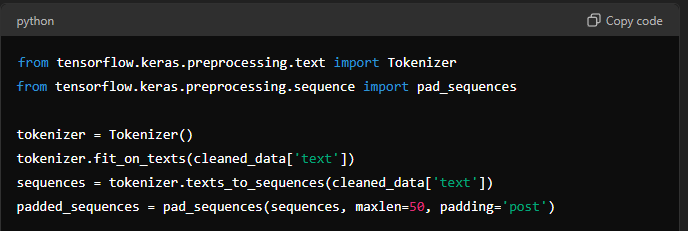 python
Copy code
from tensorflow.keras.preprocessing.text import Tokenizer
from tensorflow.keras.preprocessing.sequence import pad_sequences
tokenizer = Tokenizer()
tokenizer.fit_on_texts(cleaned_data['text'])
sequences = tokenizer.texts_to_sequences(cleaned_data['text'])
padded_sequences = pad_sequences(sequences, maxlen=50, padding='post')